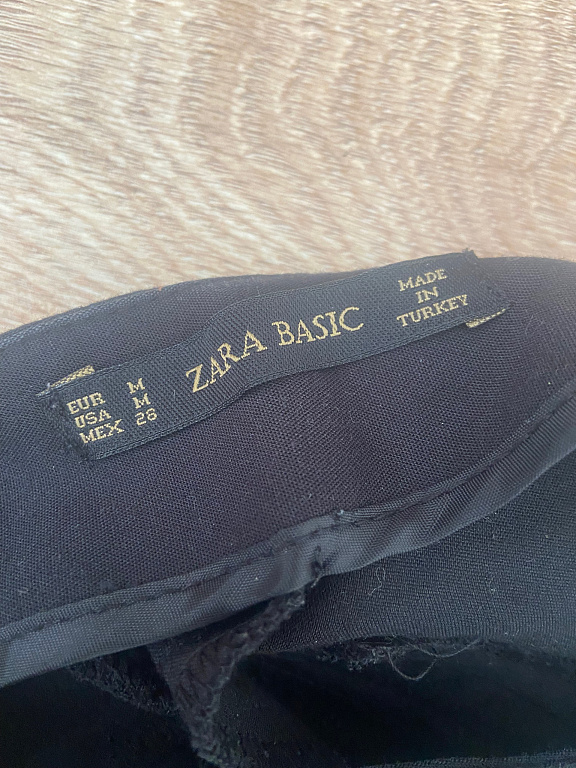 EUR M
USA M
MEX 28
ZARA BASIC
MADE
IN
TURKEY